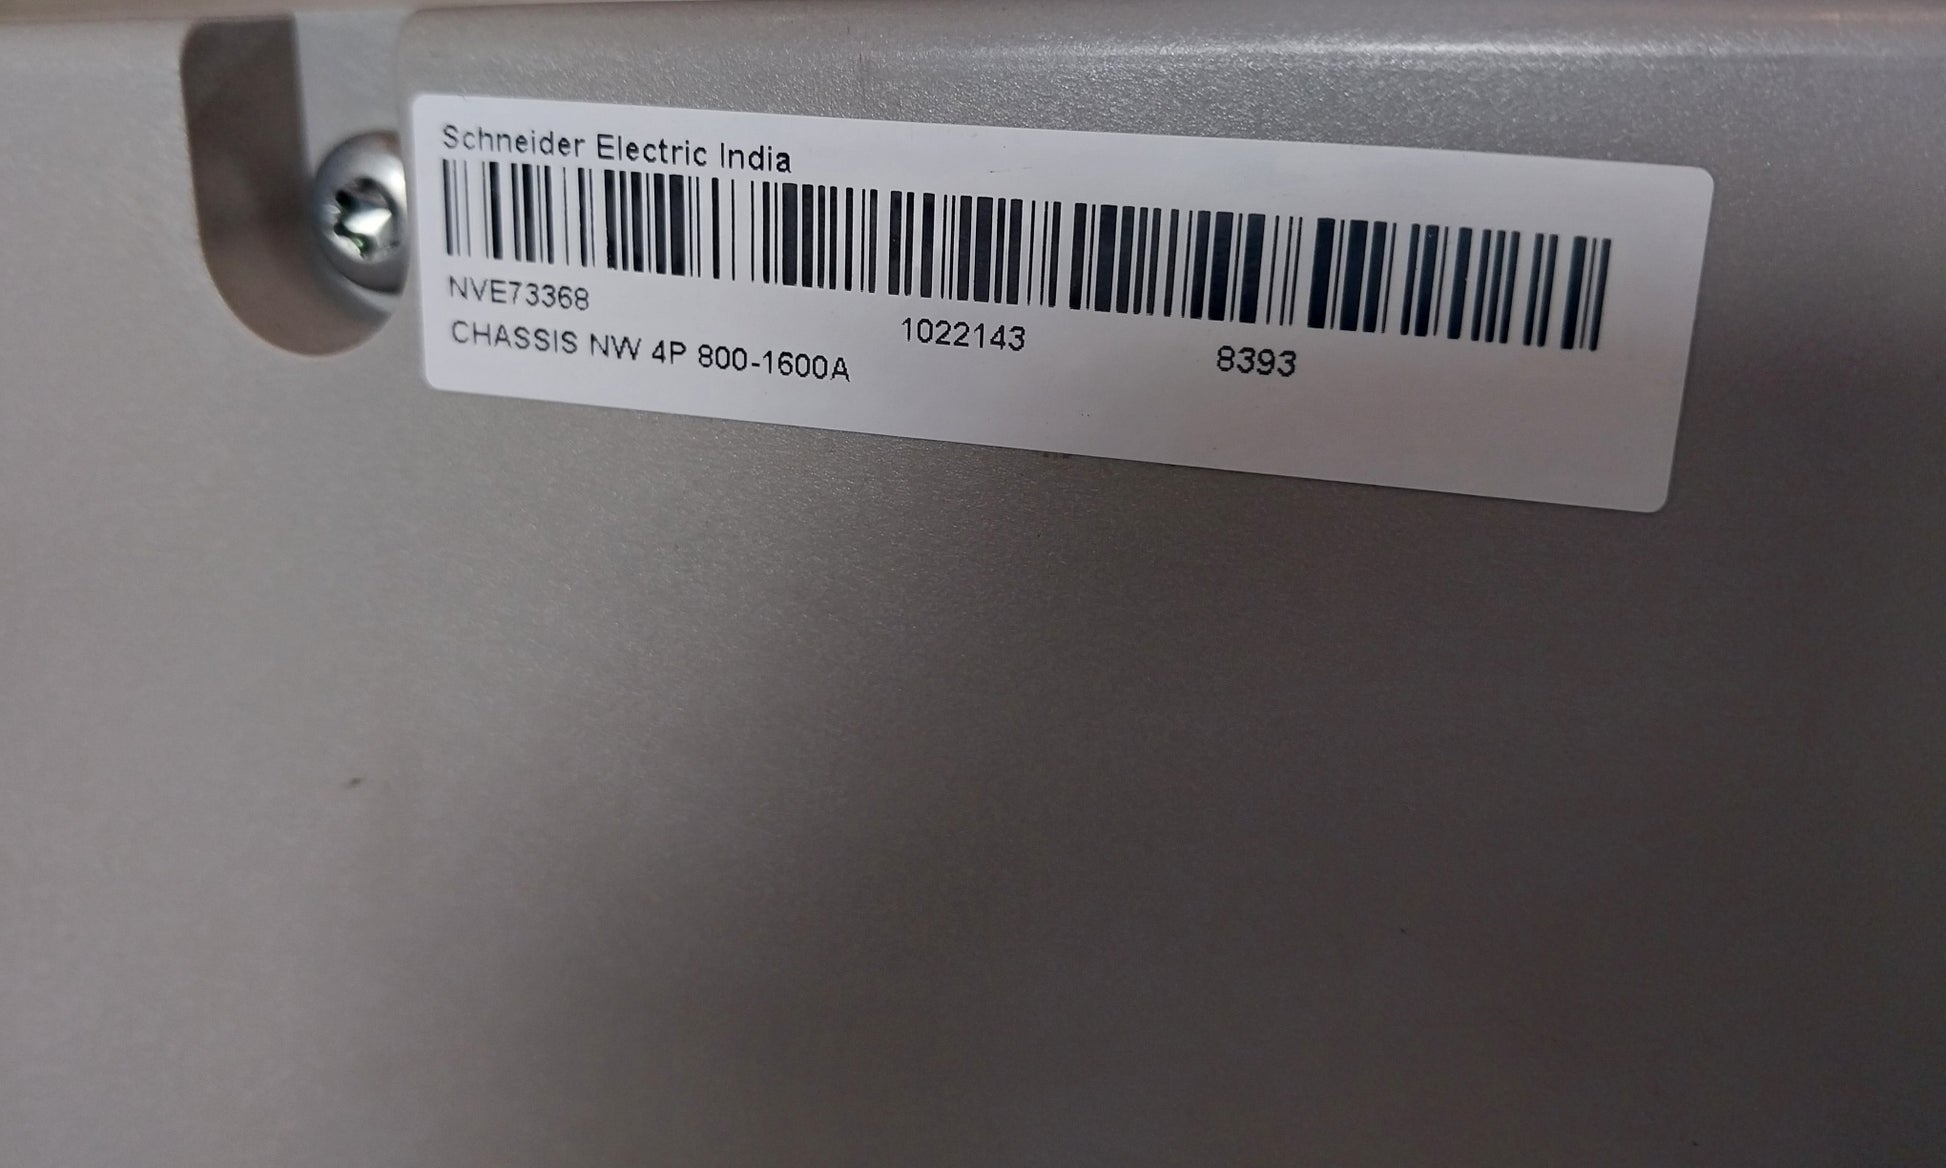 Schneider Electric India
NVE73368 1022143 8393
CHASSIS NW 4P 800-1600A